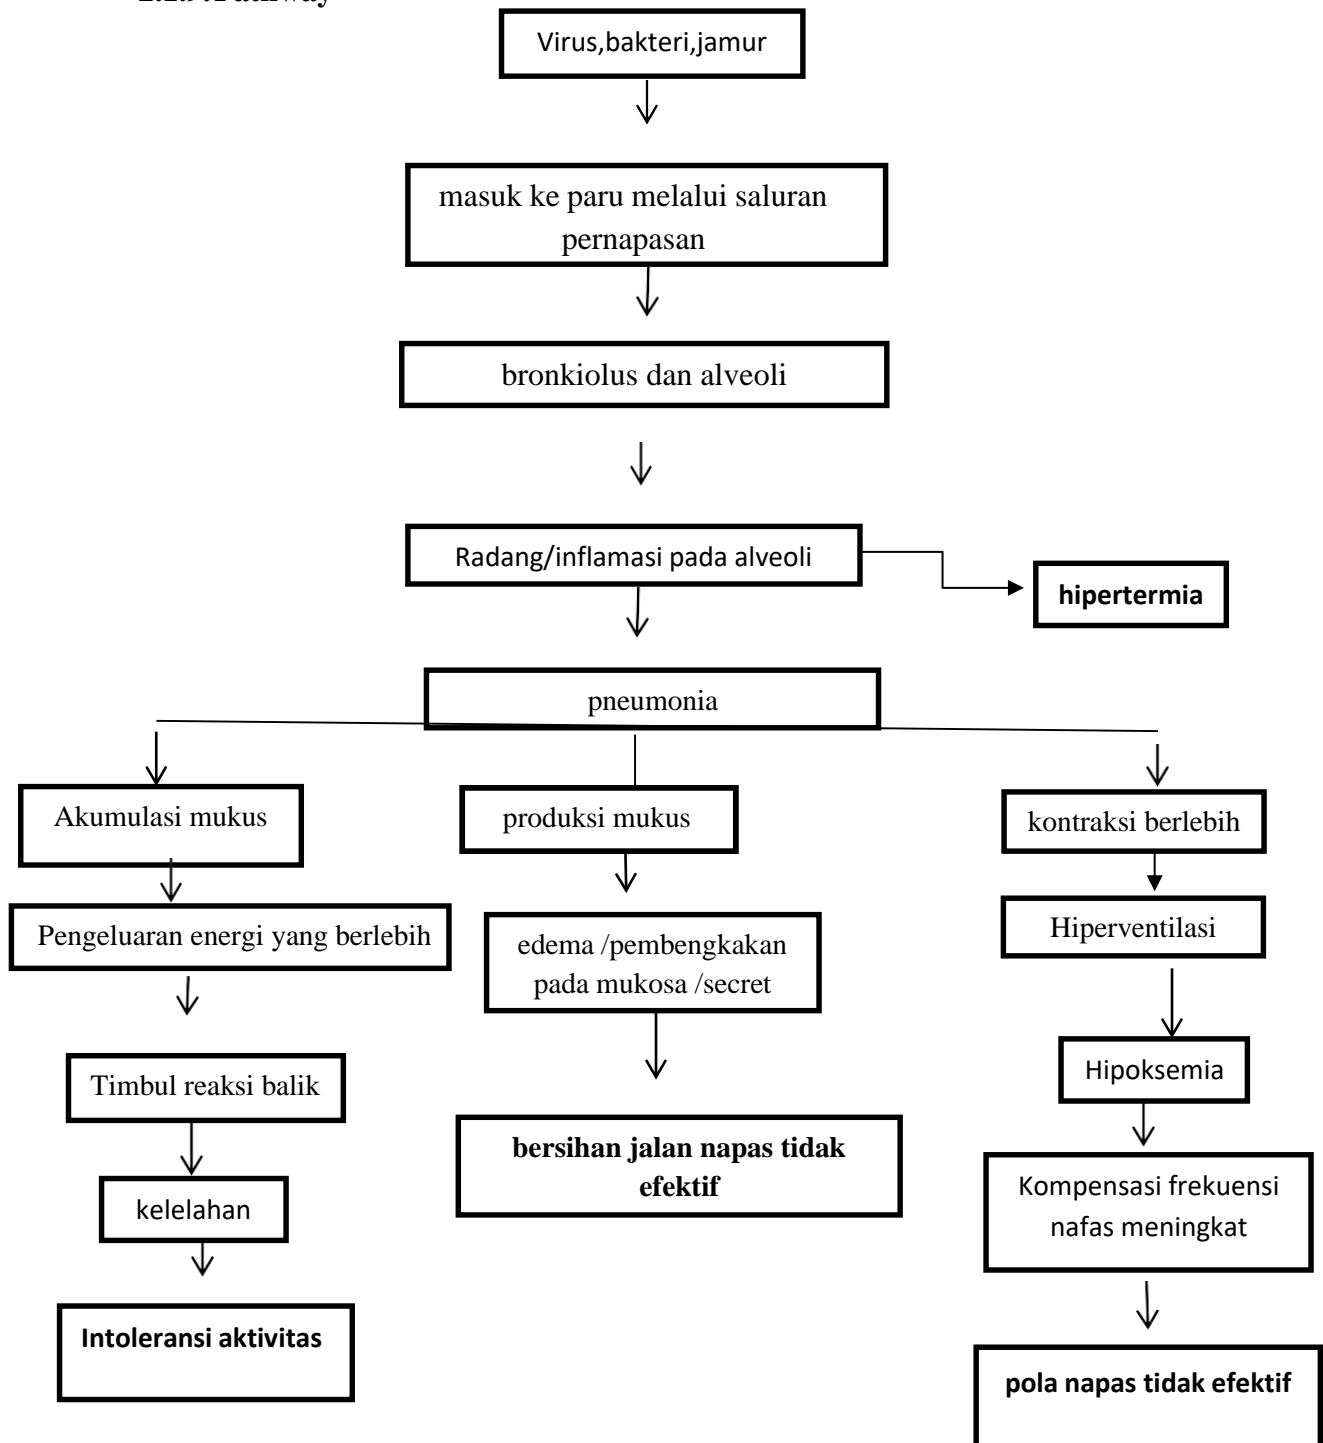 Virus,bakteri,jamur
masuk ke paru melalui saluran
pernapasan
bronkiolus dan alveoli
Radang/inflamasi pada alveoli
hipertermia
pneumonia
Akumulasi mukus
produksi mukus
kontraksi berlebih
Pengeluaran energi yang berlebih
edema /pembengkakan
pada mukosa /secret
Hiperventilasi
Timbul reaksi balik
Hipoksemia
bersihan jalan napas tidak
efektif
kelelahan
Kompensasi frekuensi
nafas meningkat
Intoleransi aktivitas
pola napas tidak efektif